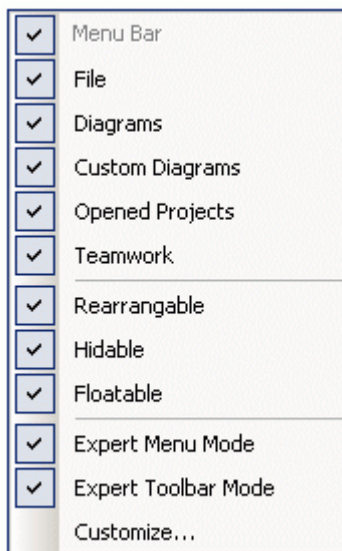 Menu Bar
File
Diagrams
Custom Diagrams
Opened Projects
Teamwork
Rearrangable
Hidable
Floatable
Expert Menu Mode
Expert Toolbar Mode
Customize...